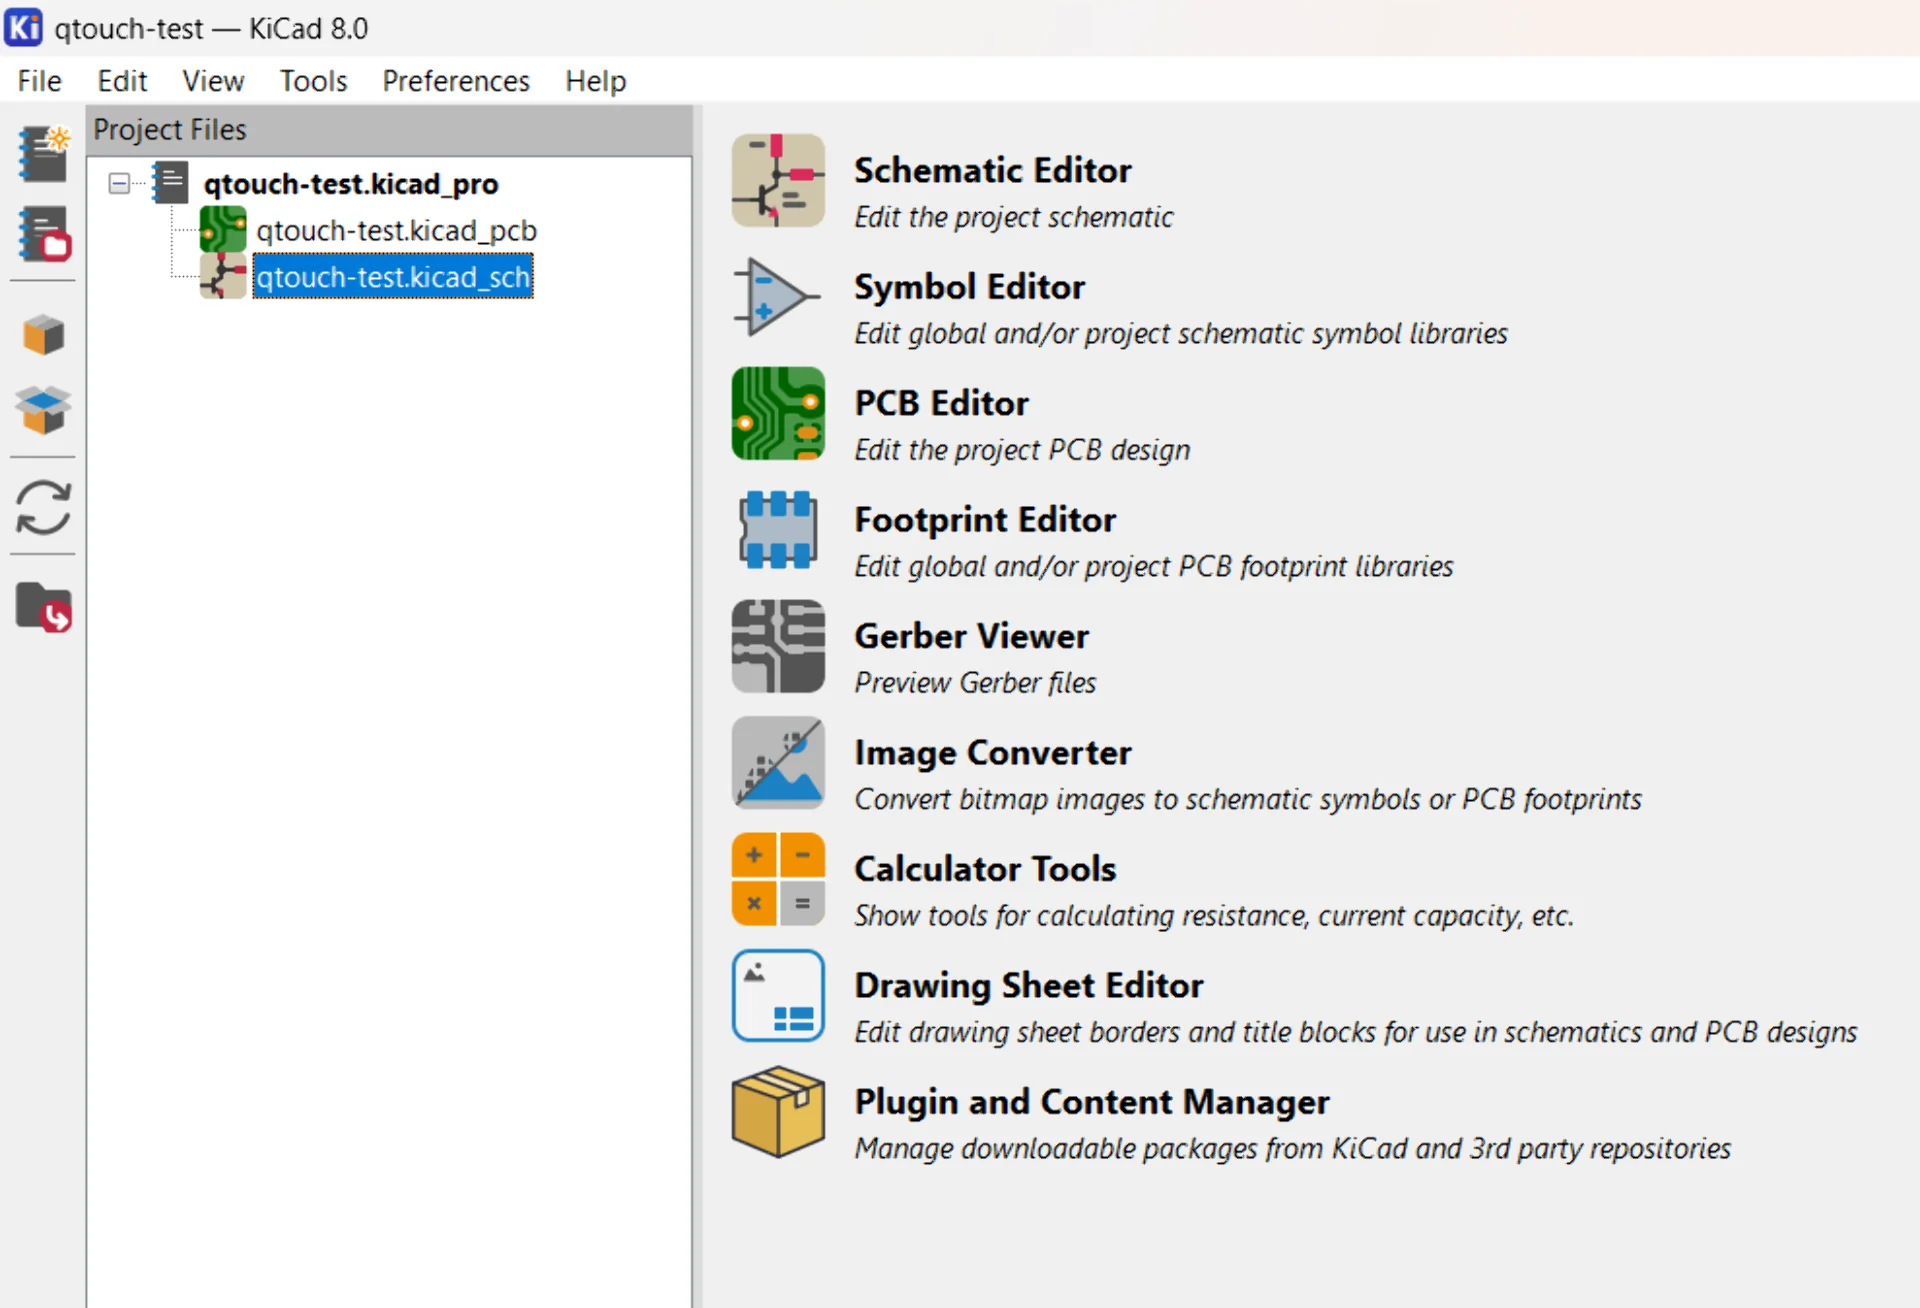 Ki qtouch-test — KiCad 8.0
File Edit View Tools Preferences Help
Project Files
qtouch-test.kicad_pro
qtouch-test.kicad_pcb
qtouch-test.kicad_sch
Schematic Editor
Edit the project schematic
Symbol Editor
Edit global and/or project schematic symbol libraries
PCB Editor
Edit the project PCB design
Footprint Editor
Edit global and/or project PCB footprint libraries
Gerber Viewer
Preview Gerber files
Image Converter
Convert bitmap images to schematic symbols or PCB footprints
Calculator Tools
Show tools for calculating resistance, current capacity, etc.
Drawing Sheet Editor
Edit drawing sheet borders and title blocks for use in schematics and PCB designs
Plugin and Content Manager
Manage downloadable packages from KiCad and 3rd party repositories